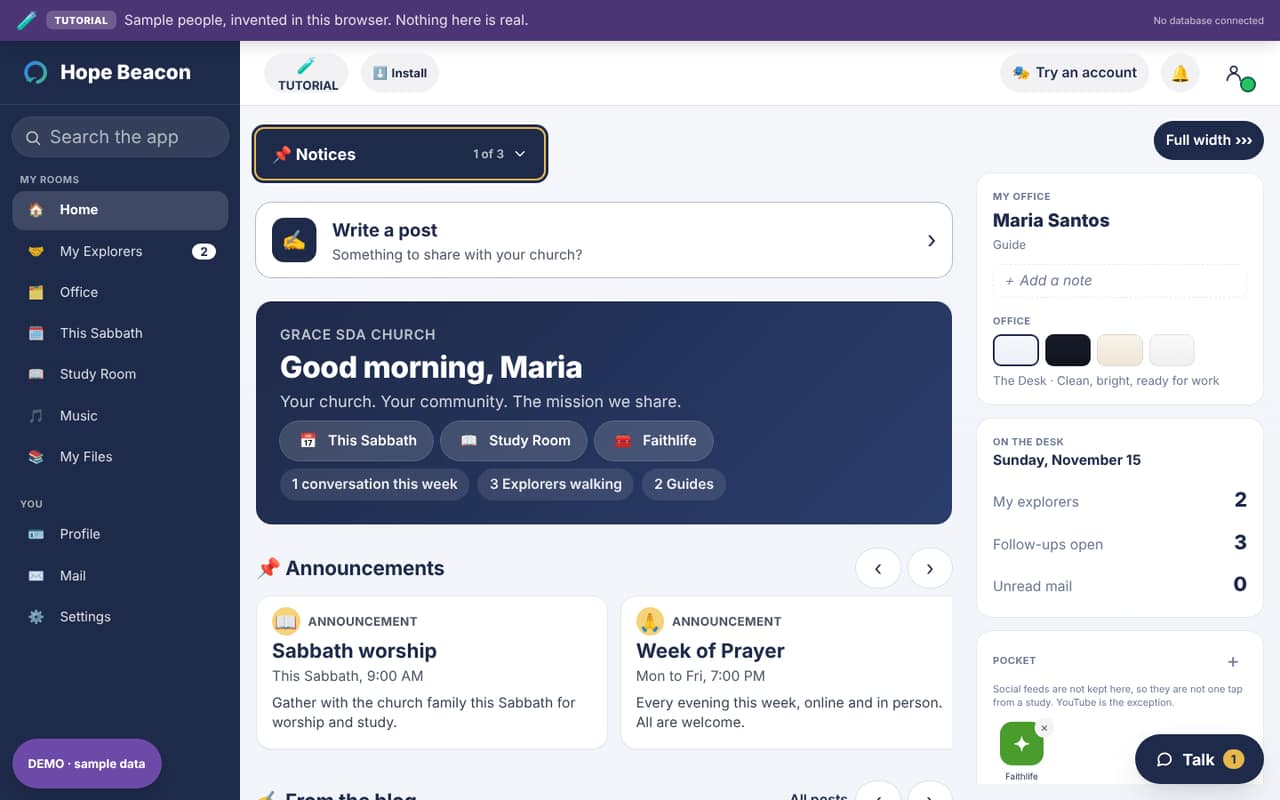 TUTORIAL Sample people, invented in this browser. Nothing here is real.
No database connected
Hope Beacon
TUTORIAL
Install
Try an account
Search the app
MY ROOMS
Home
My Explorers 2
Office
This Sabbath
Study Room
Music
My Files
YOU
Profile
Mail
Settings
DEMO · sample data
Notices 1 of 3
Full width ›››
Write a post
Something to share with your church?
GRACE SDA CHURCH
Good morning, Maria
Your church. Your community. The mission we share.
This Sabbath Study Room Faithlife
1 conversation this week 3 Explorers walking 2 Guides
Announcements
ANNOUNCEMENT
Sabbath worship
This Sabbath, 9:00 AM
Gather with the church family this Sabbath for
worship and study.
ANNOUNCEMENT
Week of Prayer
Mon to Fri, 7:00 PM
Every evening this week, online and in person.
All are welcome.
From the blog
All posts
MY OFFICE
Maria Santos
Guide
+ Add a note
OFFICE
The Desk · Clean, bright, ready for work
ON THE DESK
Sunday, November 15
My explorers 2
Follow-ups open 3
Unread mail 0
POCKET +
Social feeds are not kept here, so they are not one tap
from a study. YouTube is the exception.
×
Faithlife
Talk 1